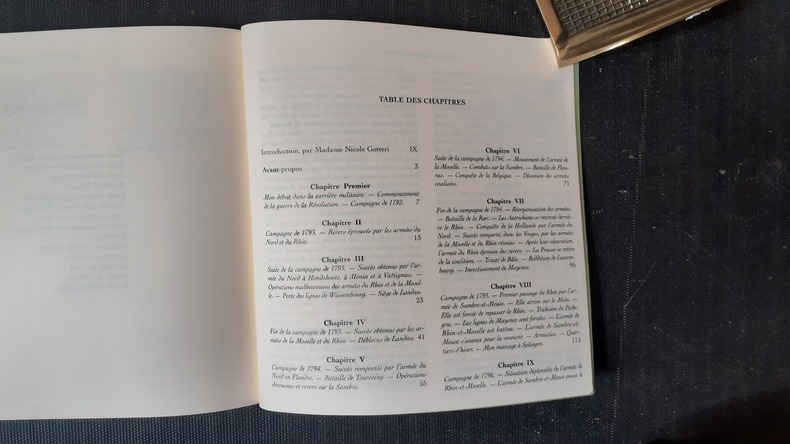 TABLE DES CHAPITRES
Introduction, par Madame Nicole Gotteri IX
Avant-propos. 3
Chapitre Premier
Mon début dans la carrière militaire. — Commencement
de la guerre de la Révolution. — Campagne de 1792. 7
Chapitre II
Campagne de 1793. — Revers éprouvés par les armées du
Nord et du Rhin. 13
Chapitre III
Suite de la campagne de 1793. — Succès obtenus par l'ar-
mée du Nord à Hondshoote, à Menin et à Vattignies. —
Opérations malheureuses des armées du Rhin et de la Mosel-
le. — Perte des lignes de Wissembourg. — Siège de Landau.
23
Chapitre IV
Fin de la campagne de 1793. — Succès obtenus par les ar-
mées de la Moselle et du Rhin. — Déblocus de Landau. 41
Chapitre V
Campagne de 1794. — Succès remportés par l'armée du
Nord en Flandre. — Bataille de Tourcoing. — Opérations
décousues et revers sur la Sambre. 55
Chapitre VI
Suite de la campagne de 1794. — Mouvement de l'armée de
la Moselle. — Combats sur la Sambre. — Bataille de Fleu-
rus. — Conquête de la Belgique. — Désunion des armées
coalisées. 71
Chapitre VII
Fin de la campagne de 1794. — Réorganisation des armées.
— Bataille de la Roer. — Les Autrichiens se retirent derriè-
re le Rhin. — Conquête de la Hollande par l'armée du
Nord. — Succès remporté, dans les Vosges, par les armées
de la Moselle et du Rhin réunies. — Après leur séparation,
l'armée du Rhin éprouve des revers. — La Prusse se retire
de la coalition. — Traité de Bâle. — Reddition de Luxem-
bourg. — Investissement de Mayence. 95
Chapitre VIII
Campagne de 1795. — Premier passage du Rhin par l'ar-
mée de Sambre-et-Meuse. — Elle arrive sur le Mein. —
Elle est forcée de repasser le Rhin. — Trahison de Piche-
gru. — Les lignes de Mayence sont forcées. — L'armée de
Rhin-et-Moselle est battue. — L'armée de Sambre-et-
Meuse s'avance pour la secourir. — Armistice. — Quar-
tiers d'hiver. — Mon mariage à Solingen. 115
Chapitre IX
Campagne de 1796. — Situation déplorable de l'armée de
Rhin-et-Moselle. — L'armée de Sambre-et-Meuse passe le